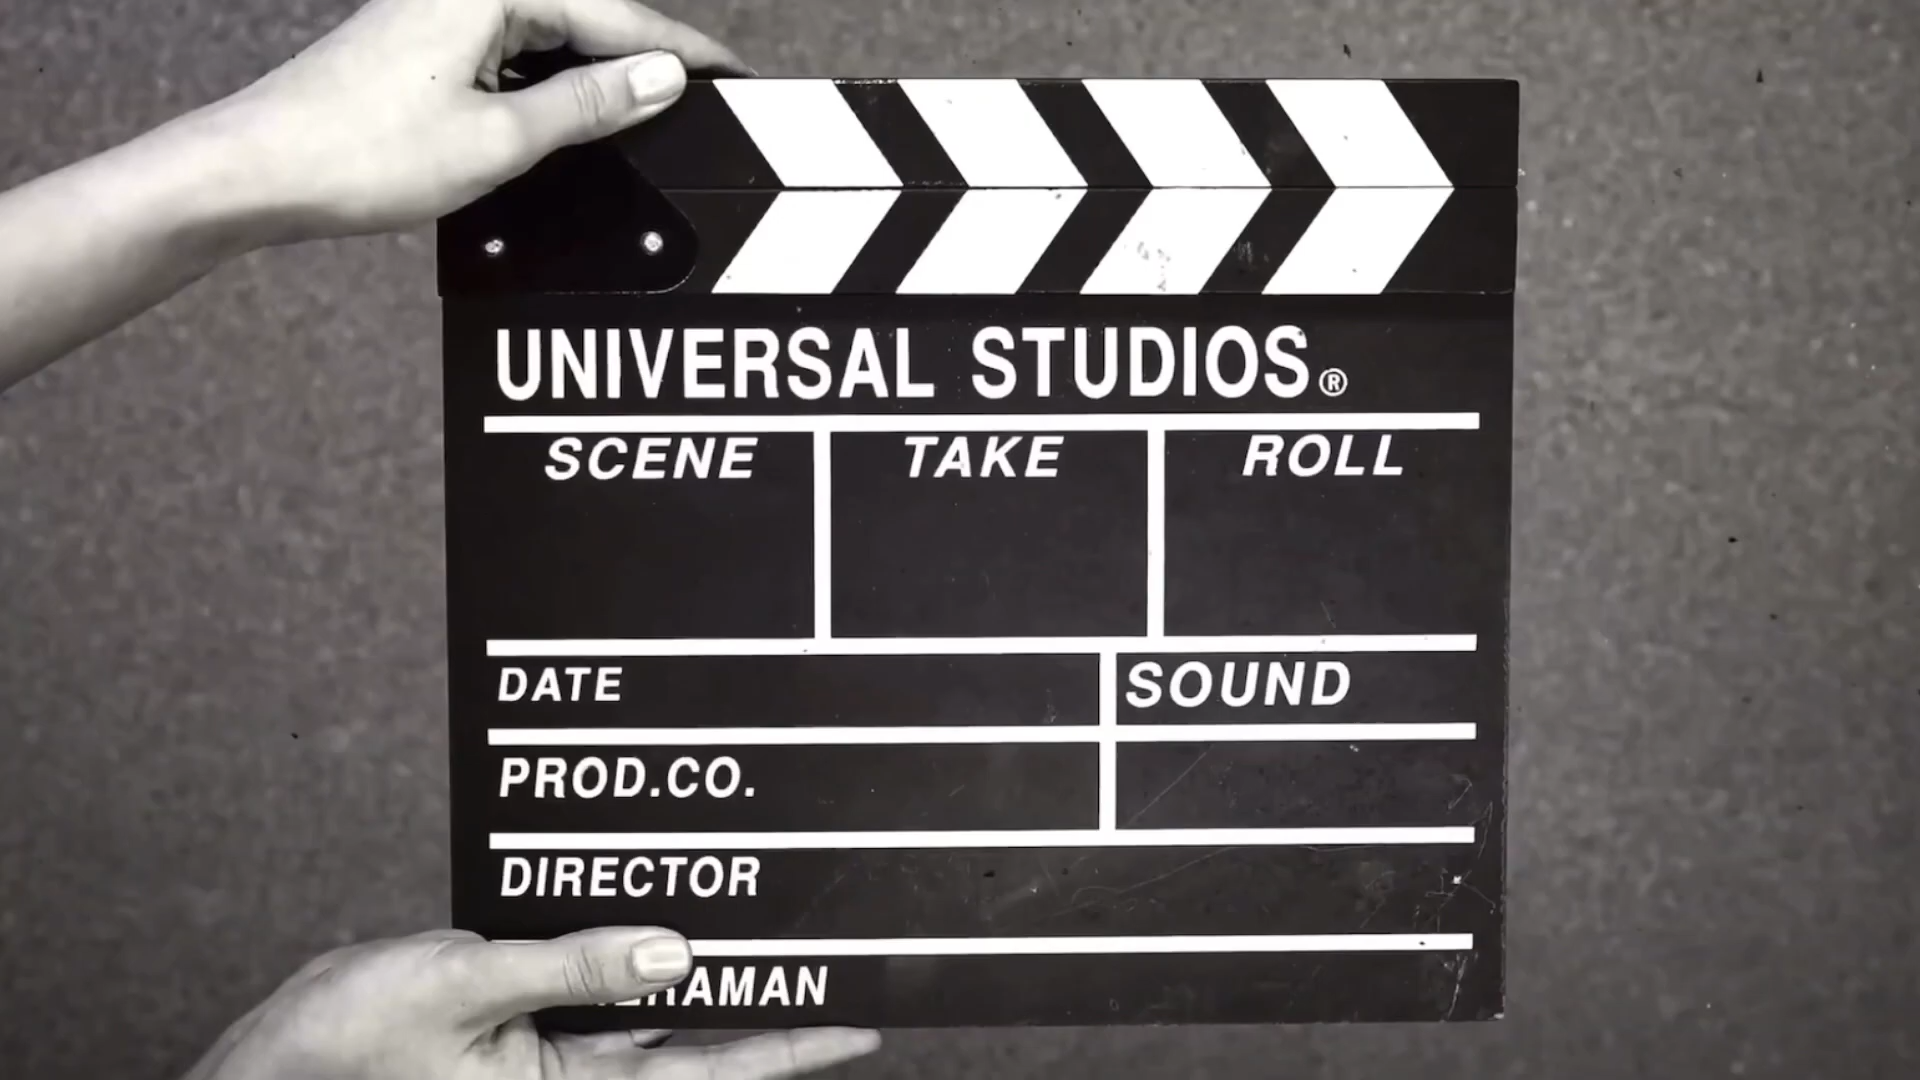 UNIVERSAL STUDIOS®
SCENE TAKE ROLL
DATE SOUND
PROD.CO.
DIRECTOR